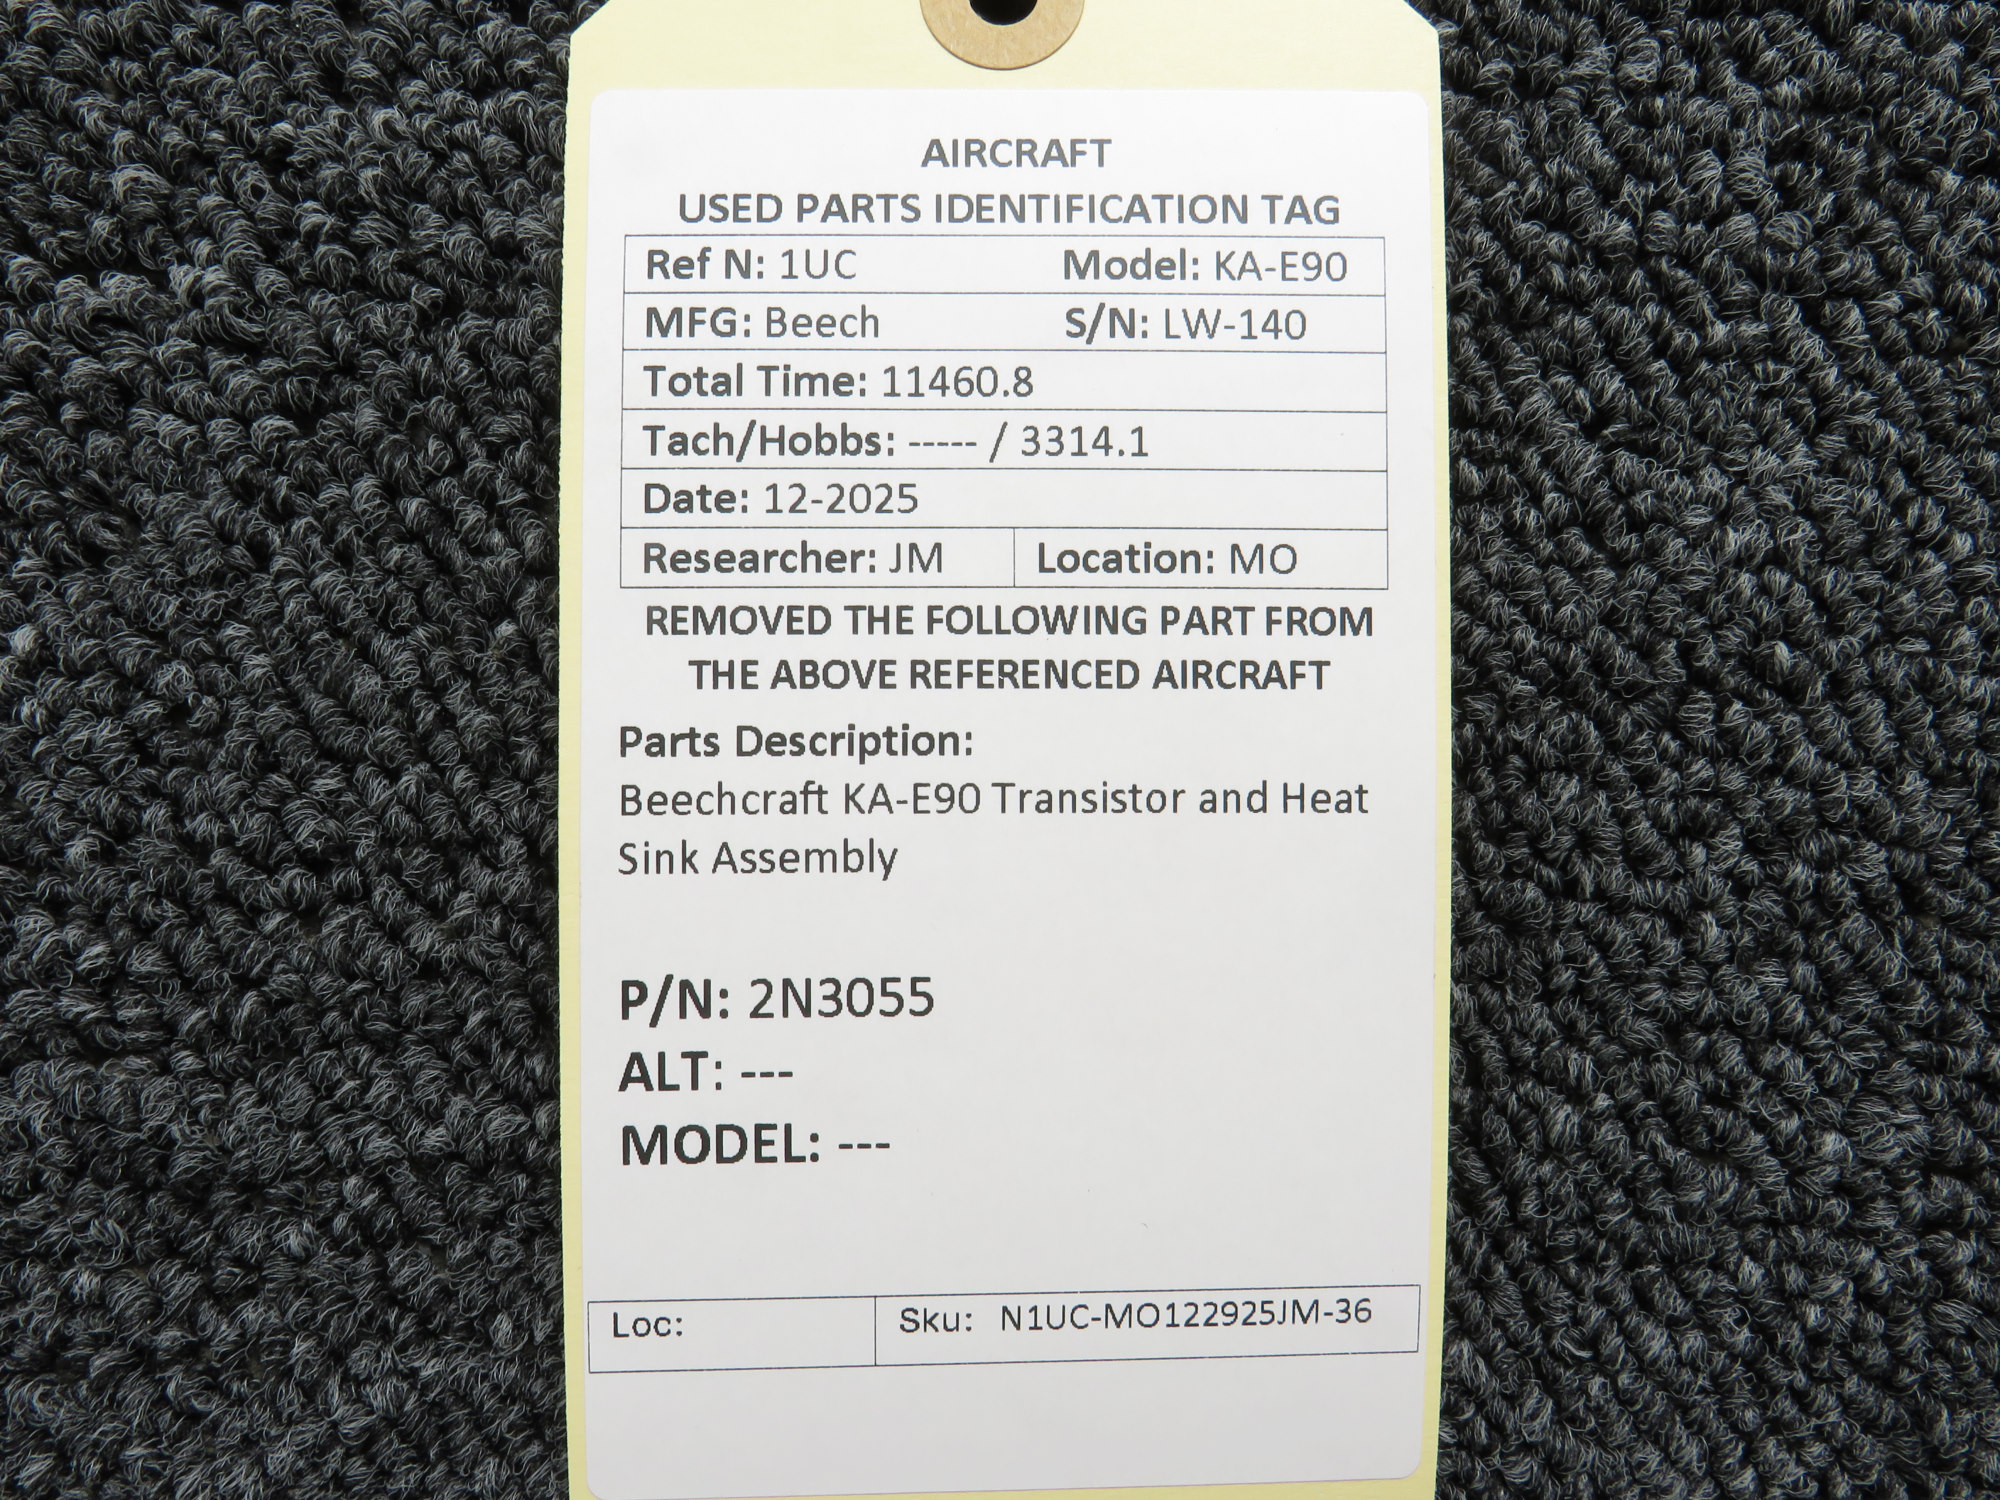 AIRCRAFT
USED PARTS IDENTIFICATION TAG
Ref N: 1UC Model: KA-E90
MFG: Beech S/N: LW-140
Total Time: 11460.8
Tach/Hobbs: ----- / 3314.1
Date: 12-2025
Researcher: JM Location: MO
REMOVED THE FOLLOWING PART FROM
THE ABOVE REFERENCED AIRCRAFT
Parts Description:
Beechcraft KA-E90 Transistor and Heat
Sink Assembly
P/N: 2N3055
ALT: ---
MODEL: ---
Loc: Sku: N1UC-MO122925JM-36